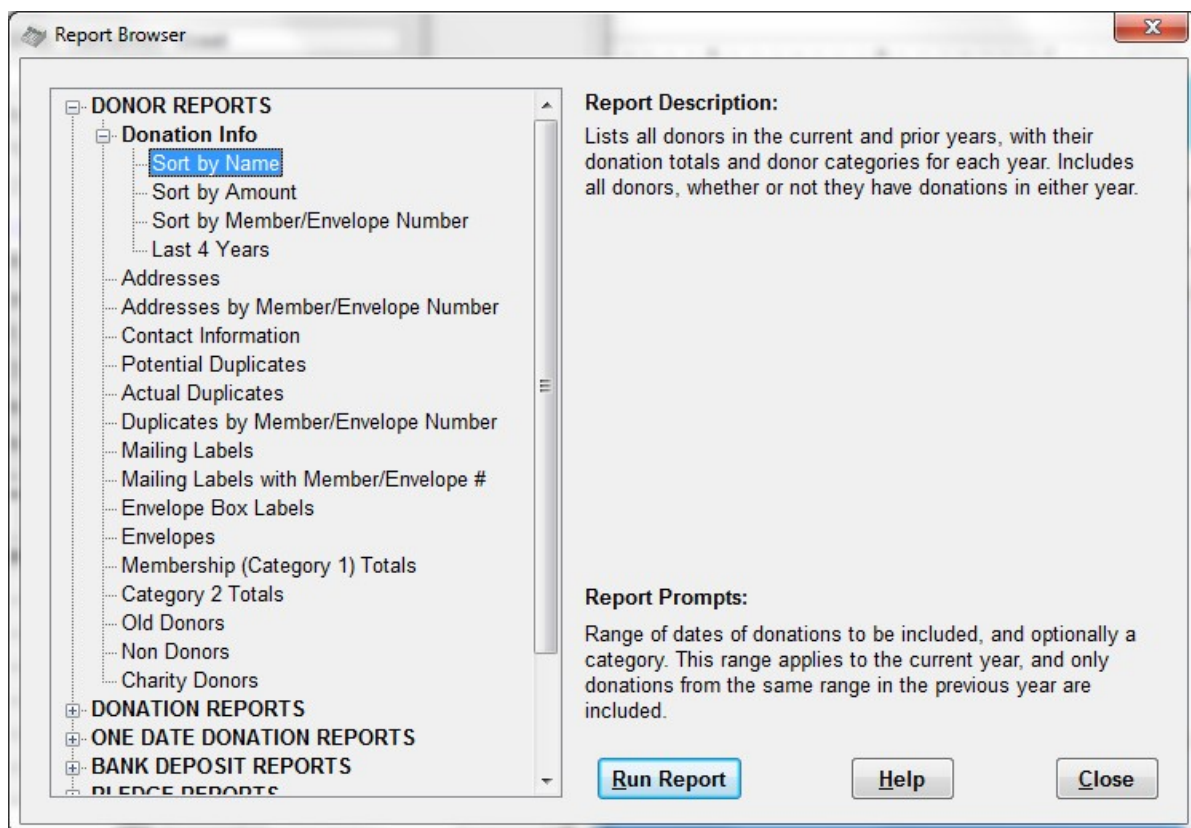 Report Browser
DONOR REPORTS
Donation Info
Sort by Name
Sort by Amount
Sort by Member/Envelope Number
Last 4 Years
Addresses
Addresses by Member/Envelope Number
Contact Information
Potential Duplicates
Actual Duplicates
Duplicates by Member/Envelope Number
Mailing Labels
Mailing Labels with Member/Envelope #
Envelope Box Labels
Envelopes
Membership (Category 1) Totals
Category 2 Totals
Old Donors
Non Donors
Charity Donors
DONATION REPORTS
ONE DATE DONATION REPORTS
BANK DEPOSIT REPORTS
PLEDGE REPORTS
Report Description:
Lists all donors in the current and prior years, with their
donation totals and donor categories for each year. Includes
all donors, whether or not they have donations in either year.
Report Prompts:
Range of dates of donations to be included, and optionally a
category. This range applies to the current year, and only
donations from the same range in the previous year are
included.
Run Report
Help
Close